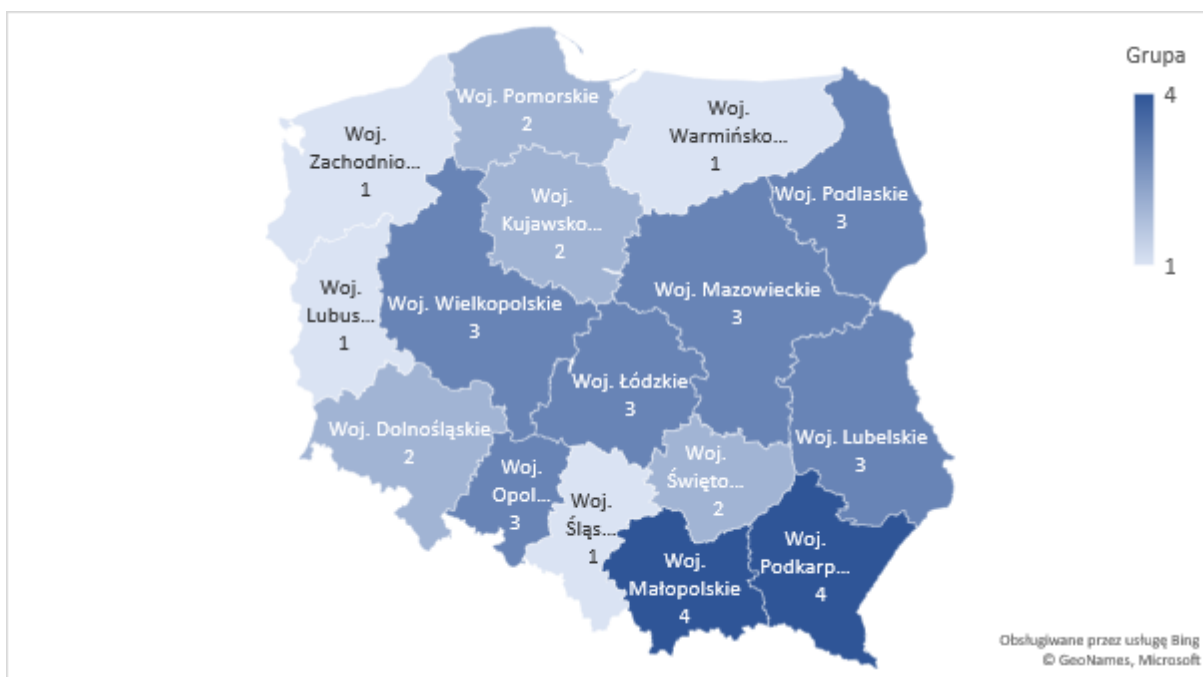 Grupa
4
1
Woj. Pomorskie
2
Woj.
Warmińsko...
1
Woj.
Zachodnio...
1
Woj. Podlaskie
3
Woj.
Kujawsko...
2
Woj.
Lubus...
1
Woj. Wielkopolskie
3
Woj. Mazowieckie
3
Woj. Łódzkie
3
Woj. Dolnośląskie
2
Woj. Lubelskie
3
Woj.
Opol...
3
Woj.
Śląs...
1
Woj.
Święto...
2
Woj.
Małopolskie
4
Woj.
Podkarp...
4
Obsługiwane przez usługę Bing
© GeoNames, Microsoft